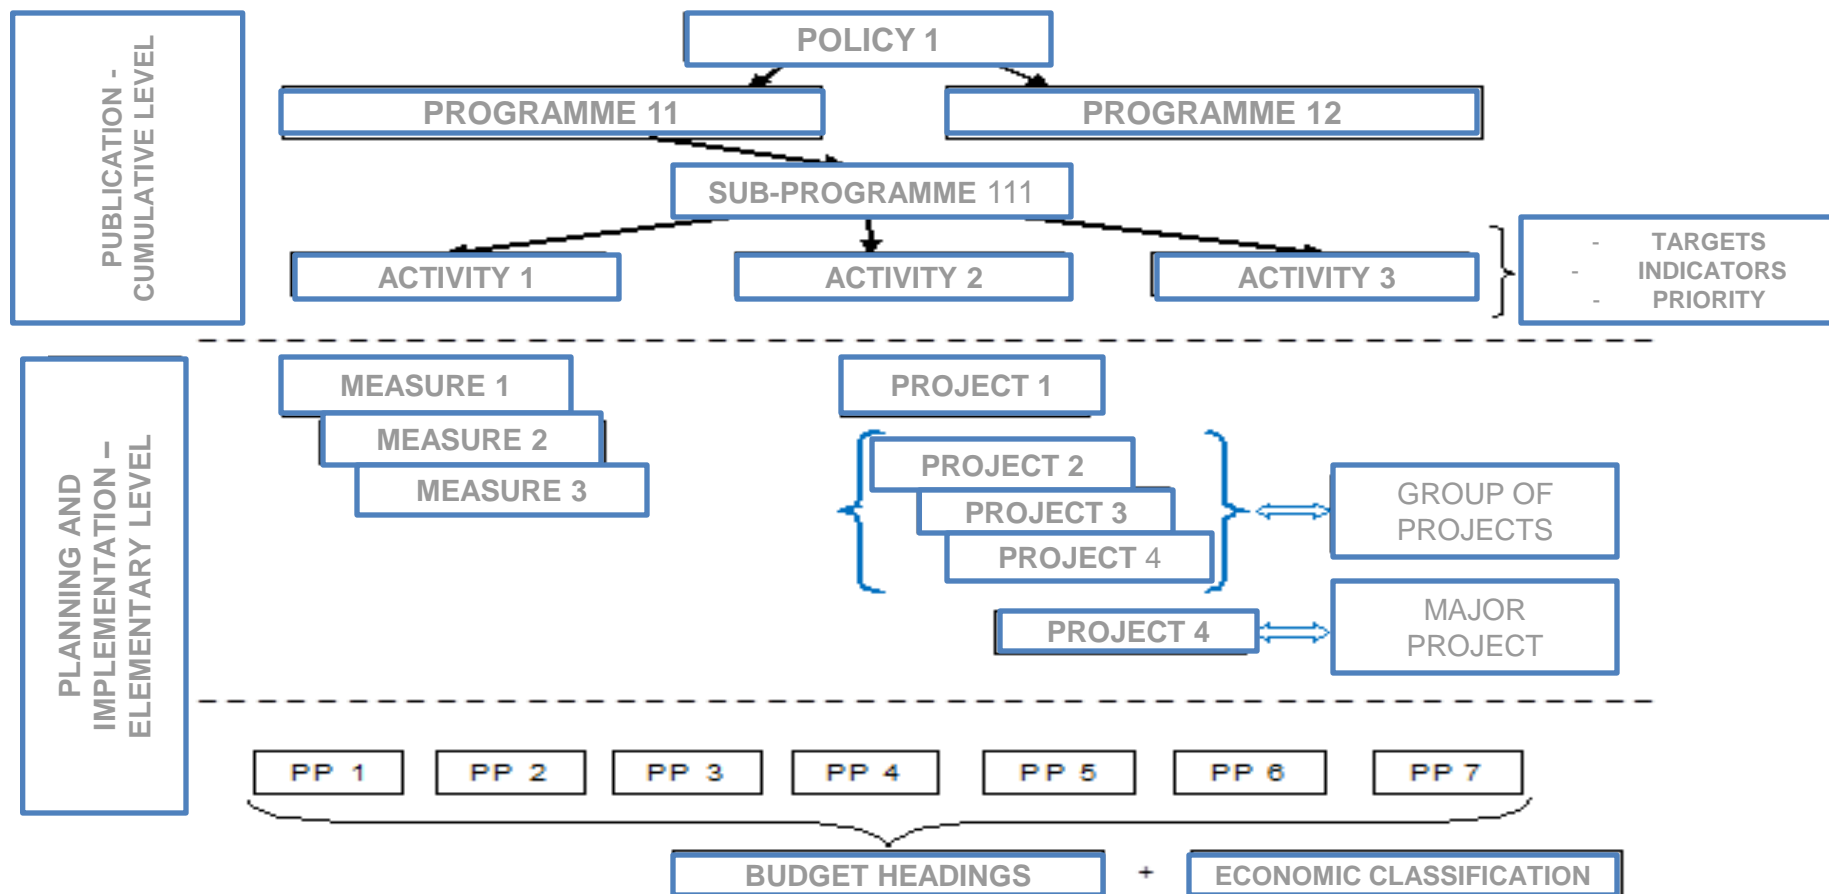 PUBLICATION -
CUMULATIVE LEVEL
POLICY 1
PROGRAMME 11
PROGRAMME 12
SUB-PROGRAMME 111
ACTIVITY 1
ACTIVITY 2
ACTIVITY 3
- TARGETS
- INDICATORS
- PRIORITY
PLANNING AND
IMPLEMENTATION –
ELEMENTARY LEVEL
MEASURE 1
MEASURE 2
MEASURE 3
PROJECT 1
PROJECT 2
PROJECT 3
PROJECT 4
GROUP OF
PROJECTS
PROJECT 4
MAJOR
PROJECT
PP 1
PP 2
PP 3
PP 4
PP 5
PP 6
PP 7
BUDGET HEADINGS
+
ECONOMIC CLASSIFICATION